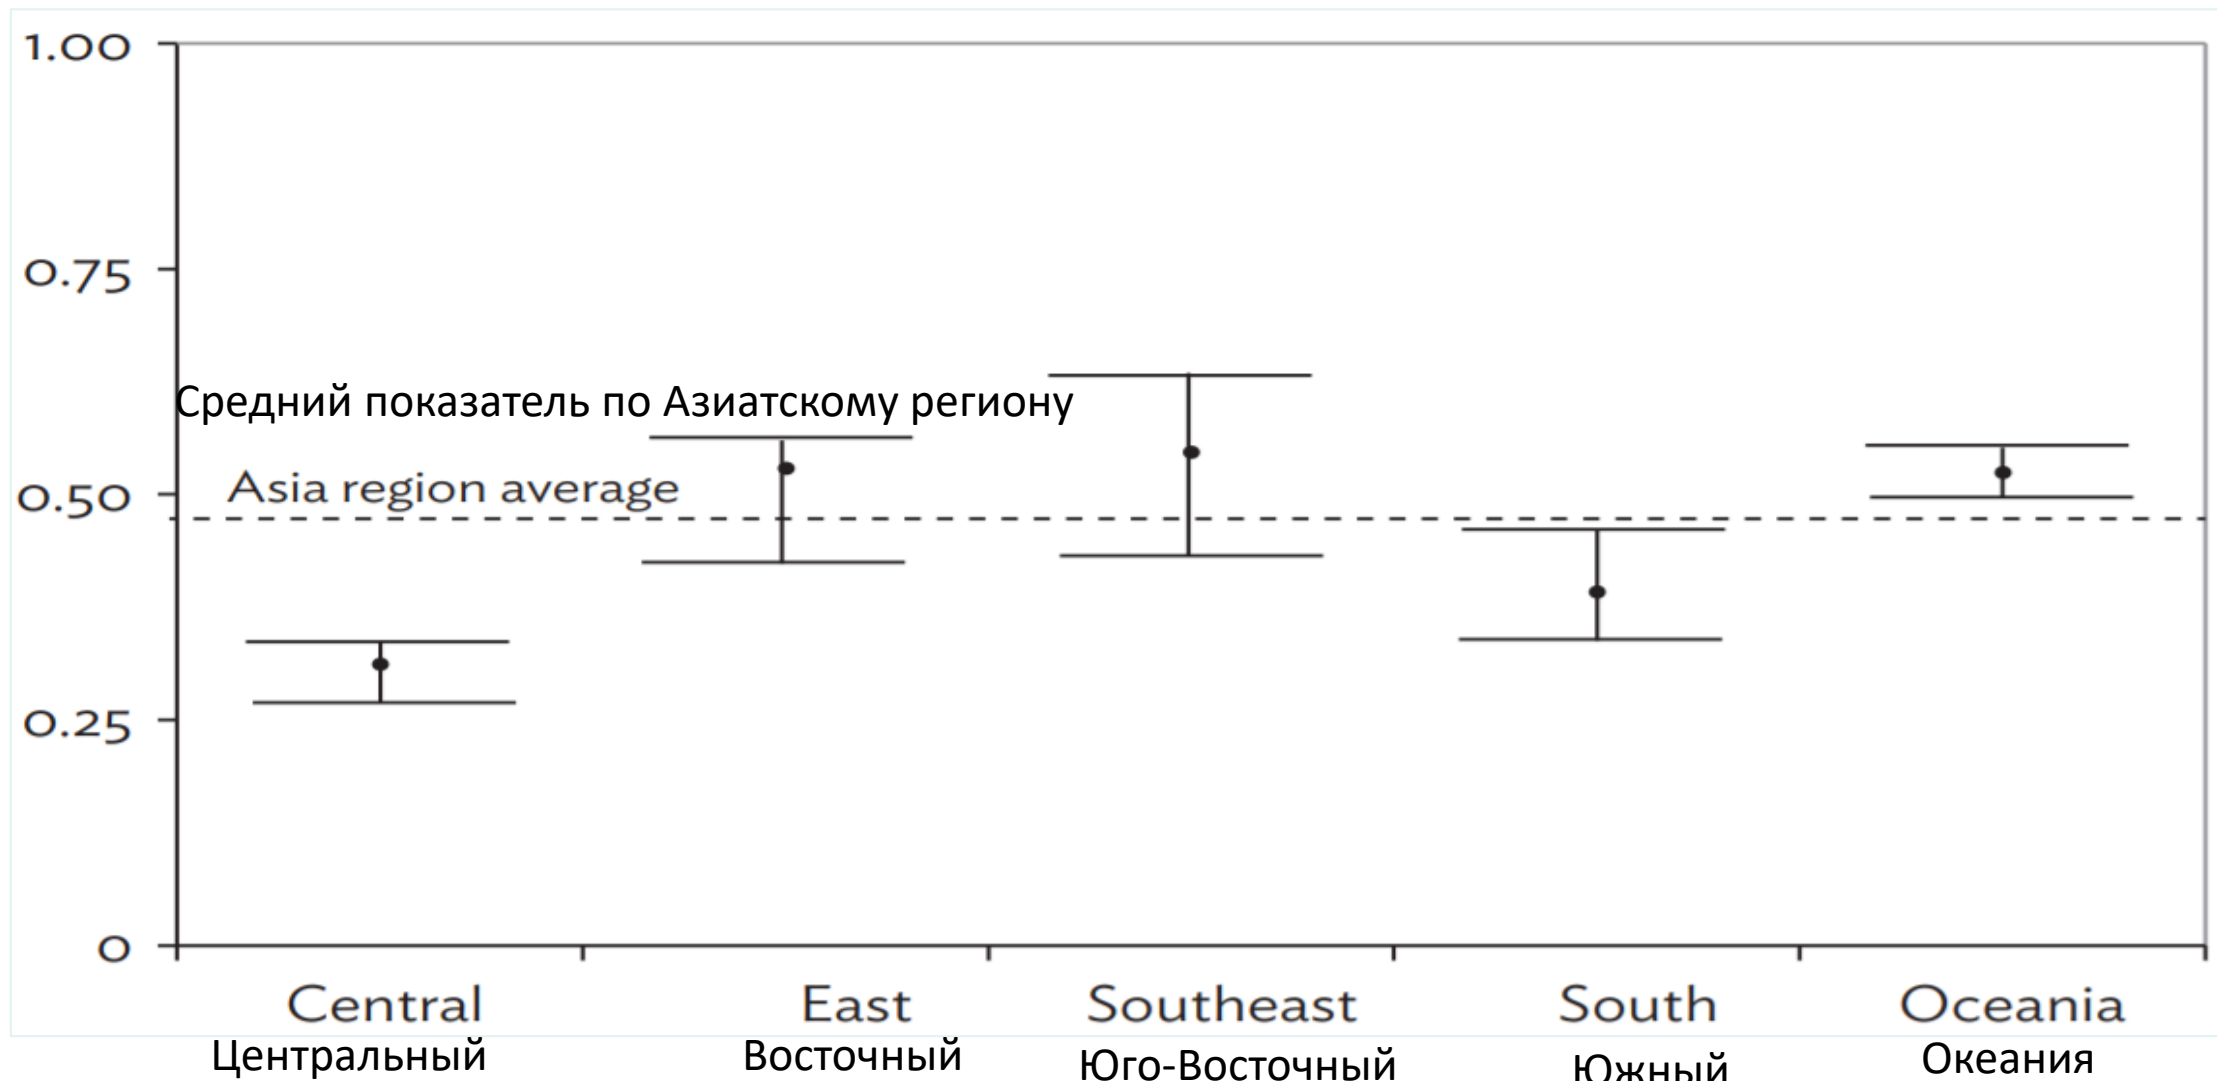 1.00
0.75
Средний показатель по Азиатскому региону
Asia region average
0.50
0.25
0
Central East Southeast South Oceania
Центральный Восточный Юго-Восточный Южный Океания